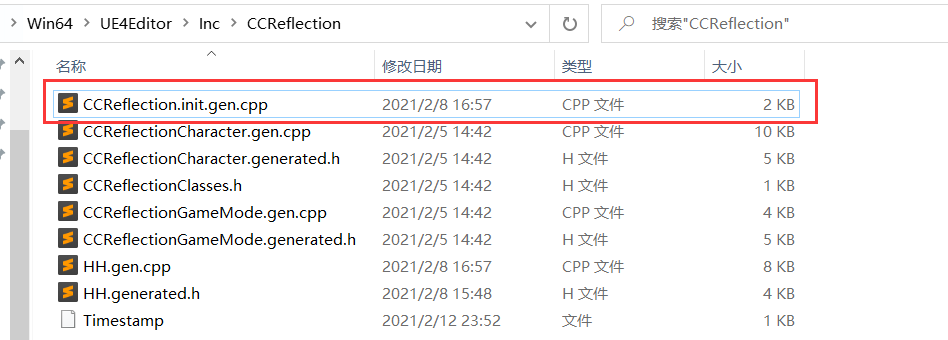 Win64 > UE4Editor > Inc > CCReflection
搜索"CCReflection"
名称 修改日期 类型 大小
CCReflection.init.gen.cpp 2021/2/8 16:57 CPP 文件 2 KB
CCReflectionCharacter.gen.cpp 2021/2/5 14:42 CPP 文件 10 KB
CCReflectionCharacter.generated.h 2021/2/5 14:42 H 文件 5 KB
CCReflectionClasses.h 2021/2/5 14:42 H 文件 1 KB
CCReflectionGameMode.gen.cpp 2021/2/5 14:42 CPP 文件 4 KB
CCReflectionGameMode.generated.h 2021/2/5 14:42 H 文件 5 KB
HH.gen.cpp 2021/2/8 16:57 CPP 文件 8 KB
HH.generated.h 2021/2/8 15:48 H 文件 4 KB
Timestamp 2021/2/12 23:52 文件 1 KB